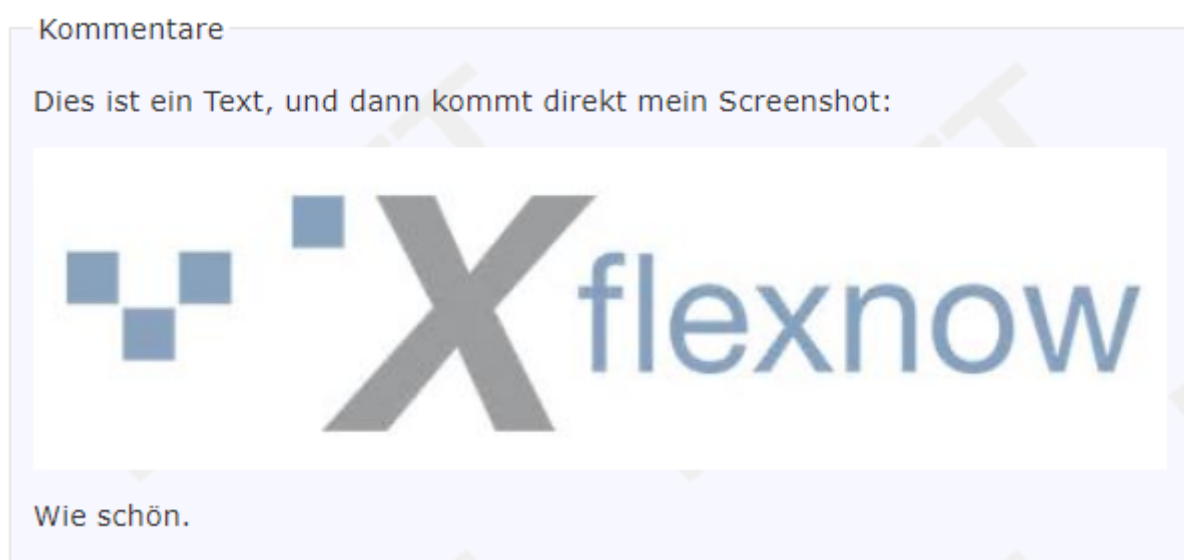 Kommentare
Dies ist ein Text, und dann kommt direkt mein Screenshot:
X flexnow
Wie schön.